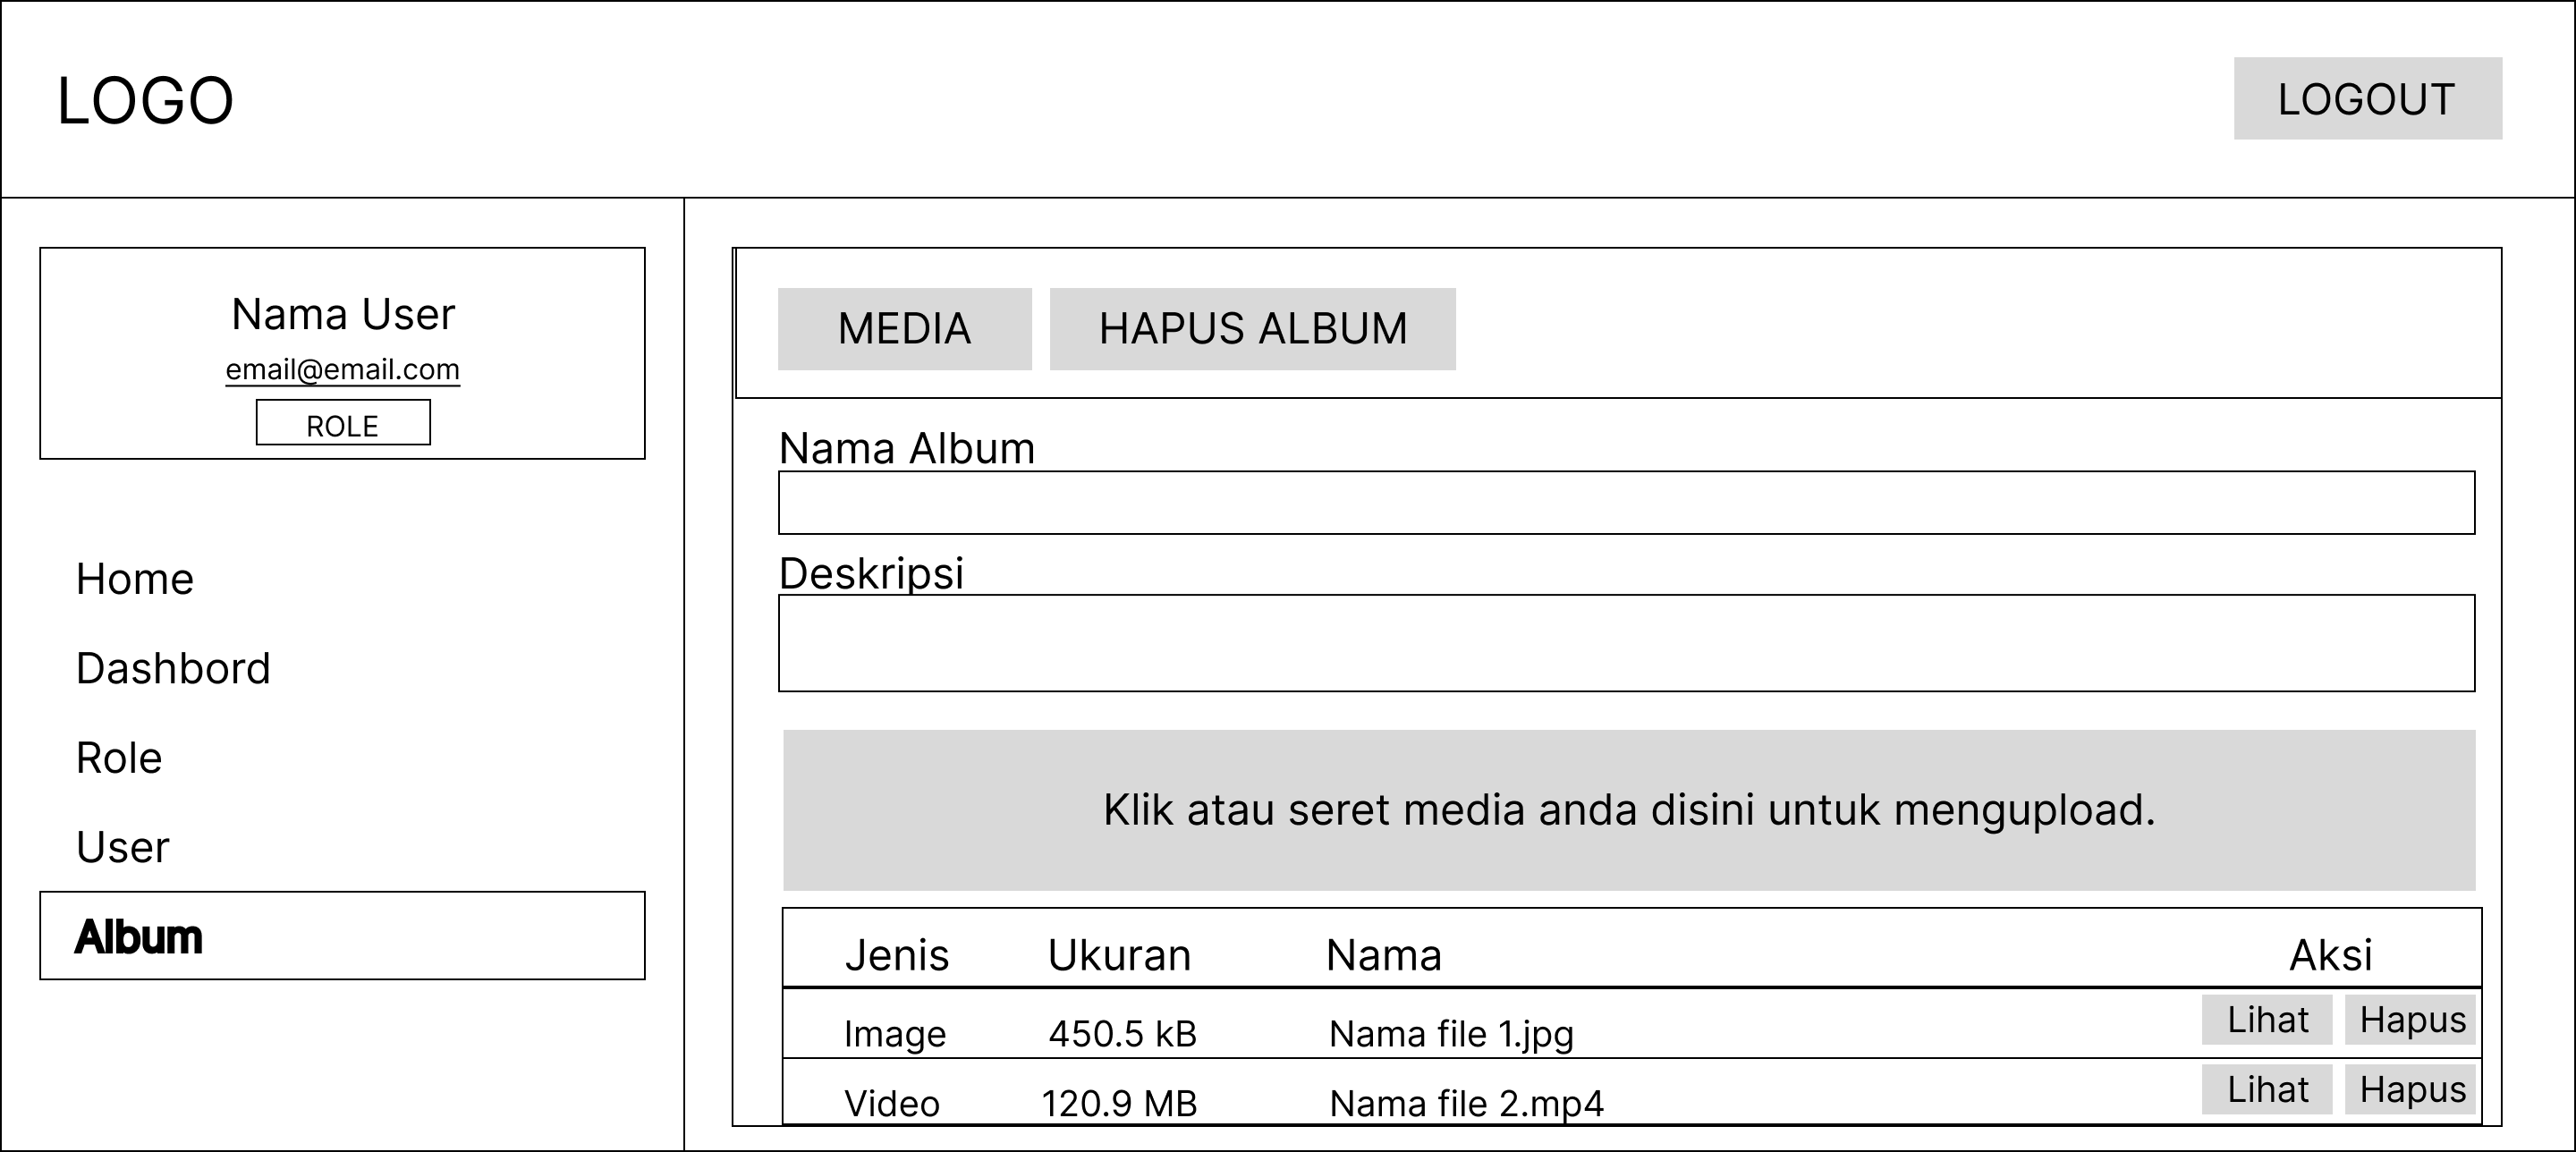 LOGO
LOGOUT
Nama User
email@email.com
ROLE
Home
Dashbord
Role
User
Album
MEDIA HAPUS ALBUM
Nama Album
Deskripsi
Klik atau seret media anda disini untuk mengupload.
Jenis Ukuran Nama Aksi
Image 450.5 kB Nama file 1.jpg Lihat Hapus
Video 120.9 MB Nama file 2.mp4 Lihat Hapus